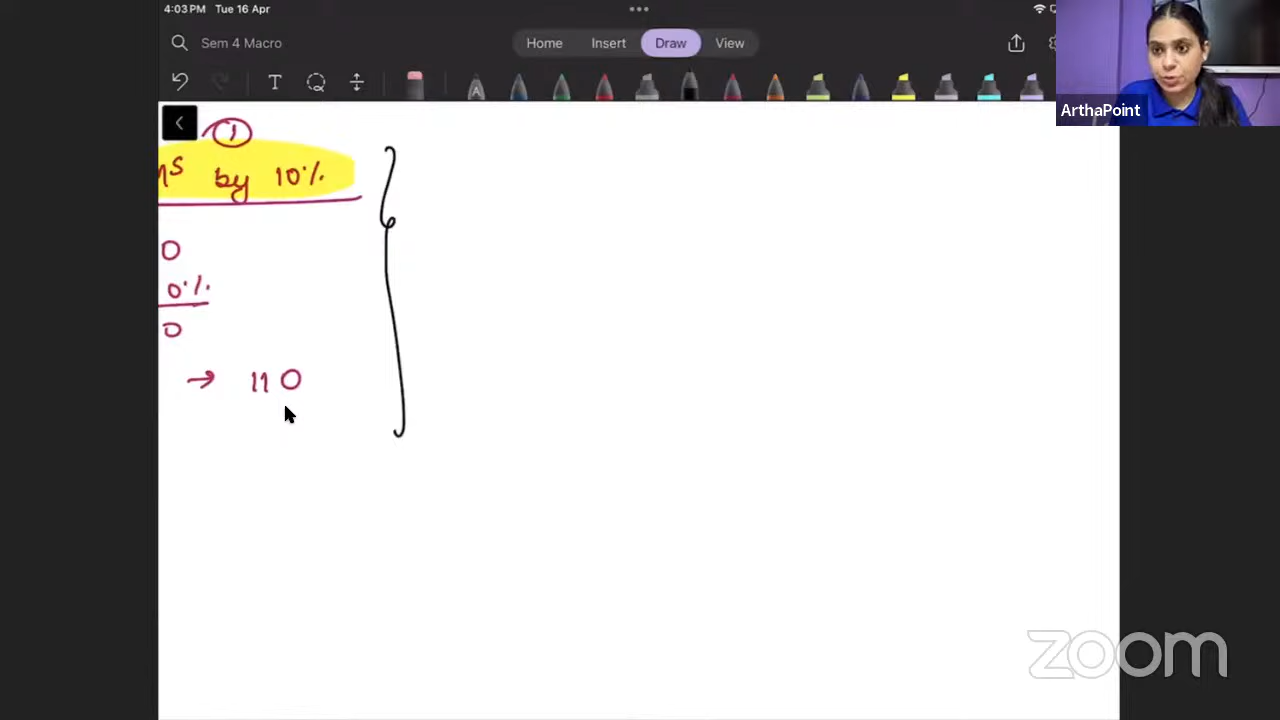 4:03 PM Tue 16 Apr
Sem 4 Macro
Home Insert Draw View
ArthaPoint
1
Mˢ by 10%
0
0%
0
→ 110
zoom